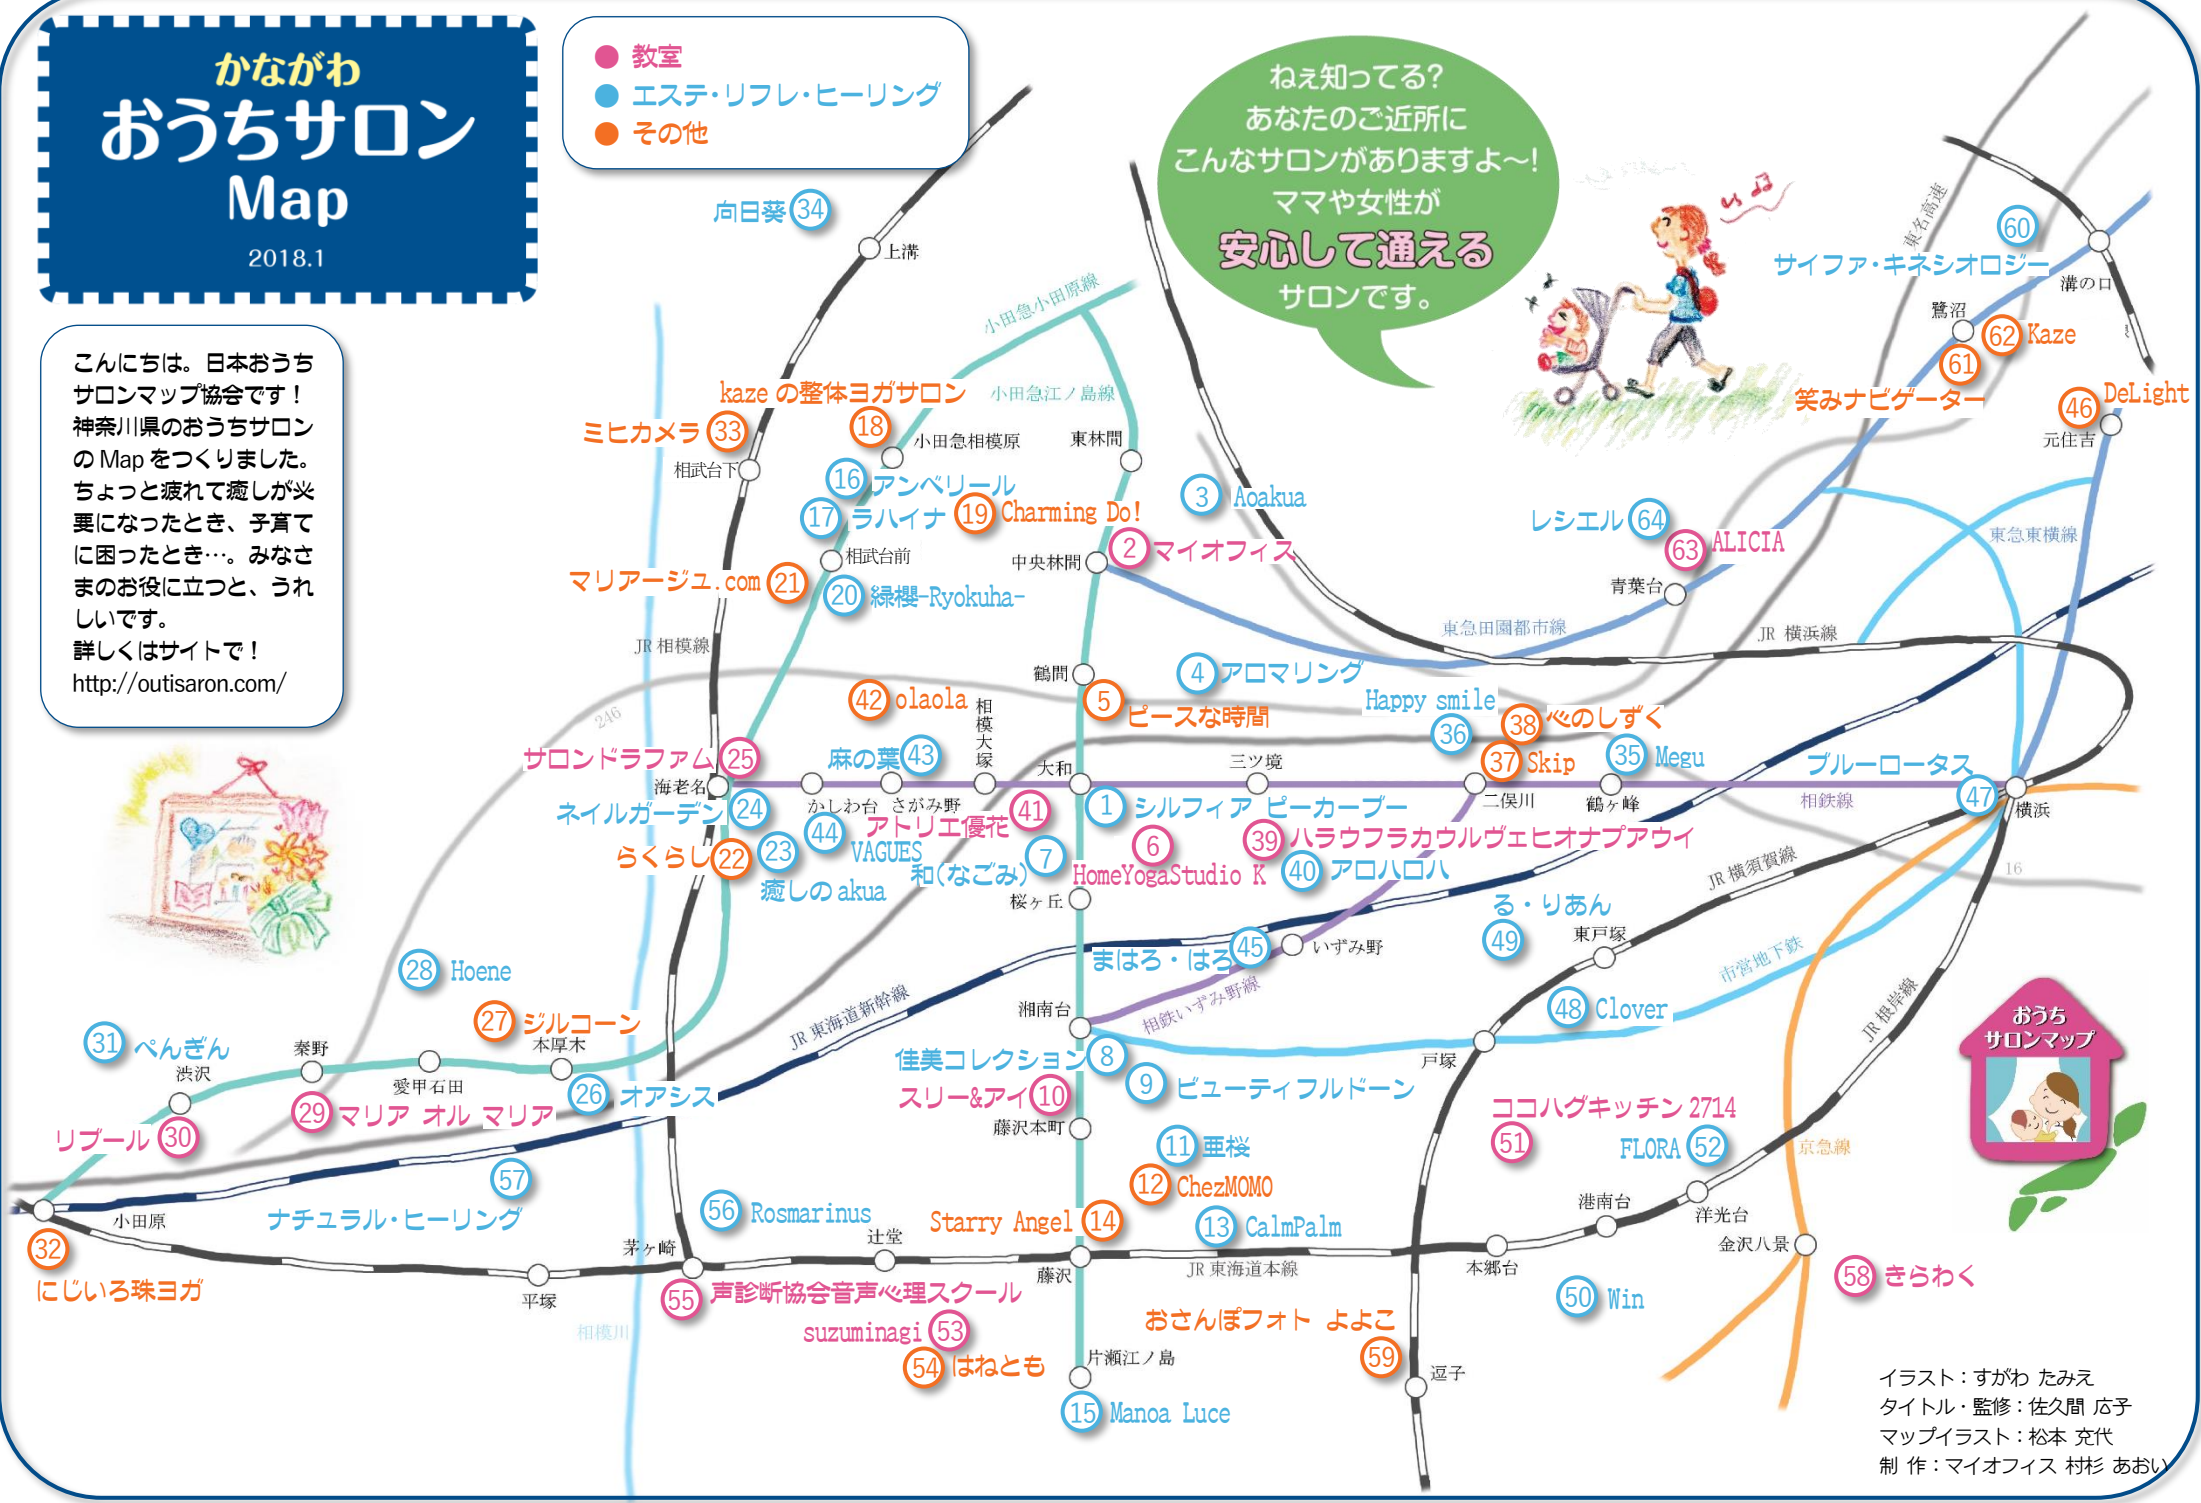 かながわ
おうちサロン
Map
2018.1
● 教室
● エステ・リフレ・ヒーリング
● その他
ねぇ知ってる?
あなたのご近所に
こんなサロンがありますよ～!
ママや女性が
安心して通える
サロンです。
こんにちは。日本おうち
サロンマップ協会です！
神奈川県のおうちサロン
の Map をつくりました。
ちょっと疲れて癒しが必
要になったとき、子育て
に困ったとき…。みなさ
まのお役に立つと、うれ
しいです。
詳しくはサイトで！
http://outisaron.com/
向日葵 34
上溝
小田急小田原線
小田急江ノ島線
東名高速
60
サイファ・キネシオロジー
溝の口
鷺沼
62 Kaze
61
笑みナビゲーター
46 DeLight
元住吉
kaze の整体ヨガサロン
18
ミヒカメラ 33
小田急相模原
東林間
相武台下
16 アンベリール
17 ラハイナ
19 Charming Do!
3 Aoakua
レシエル 64
63 ALICIA
東急東横線
相武台前
中央林間
2 マイオフィス
マリアージュ.com 21
20 緑櫻-Ryokuha-
青葉台
JR 相模線
東急田園都市線
JR 横浜線
鶴間
4 アロマリング
246
42 olaola
相模大塚
5
ピースな時間
Happy smile
36
38 心のしずく
サロンドラファム 25
麻の葉 43
大和
三ツ境
37 Skip
35 Megu
ブルーロータス
47
海老名
かしわ台
さがみ野
二俣川
鶴ヶ峰
相鉄線
横浜
ネイルガーデン 24
アトリエ優花 41
1 シルフィア ピーカーブー
44
VAGUES
らくらし 22
23
癒しの akua
和(なごみ) 7
6
HomeYogaStudio K
39 ハラウフラカウルヴェヒオナプアウイ
40 アロハロハ
JR 横須賀線
16
桜ヶ丘
る・りあん
49
東戸塚
まはろ・はろ 45
いずみ野
28 Hoene
JR 東海道新幹線
相鉄いずみ野線
市営地下鉄
JR 根岸線
27 ジルコーン
湘南台
48 Clover
31 ぺんぎん
秦野
本厚木
渋沢
愛甲石田
佳美コレクション 8
戸塚
おうち
サロンマップ
26 オアシス
スリー&アイ 10
9 ビューティフルドーン
29 マリア オル マリア
リブール 30
藤沢本町
ココハグキッチン 2714
51
FLORA 52
京急線
11 亜桜
57
12 ChezMOMO
ナチュラル・ヒーリング
小田原
56 Rosmarinus
Starry Angel 14
13 CalmPalm
港南台
洋光台
32
にじいろ珠ヨガ
茅ヶ崎
辻堂
藤沢
JR 東海道本線
本郷台
金沢八景
平塚
55 声診断協会音声心理スクール
50 Win
58 きらわく
相模川
suzuminagi 53
おさんぽフォト よよこ
59
54 はねとも
片瀬江ノ島
逗子
15 Manoa Luce
イラスト：すがわ たみえ
タイトル・監修：佐久間 広子
マップイラスト：松本 充代
制 作：マイオフィス 村杉 あおい